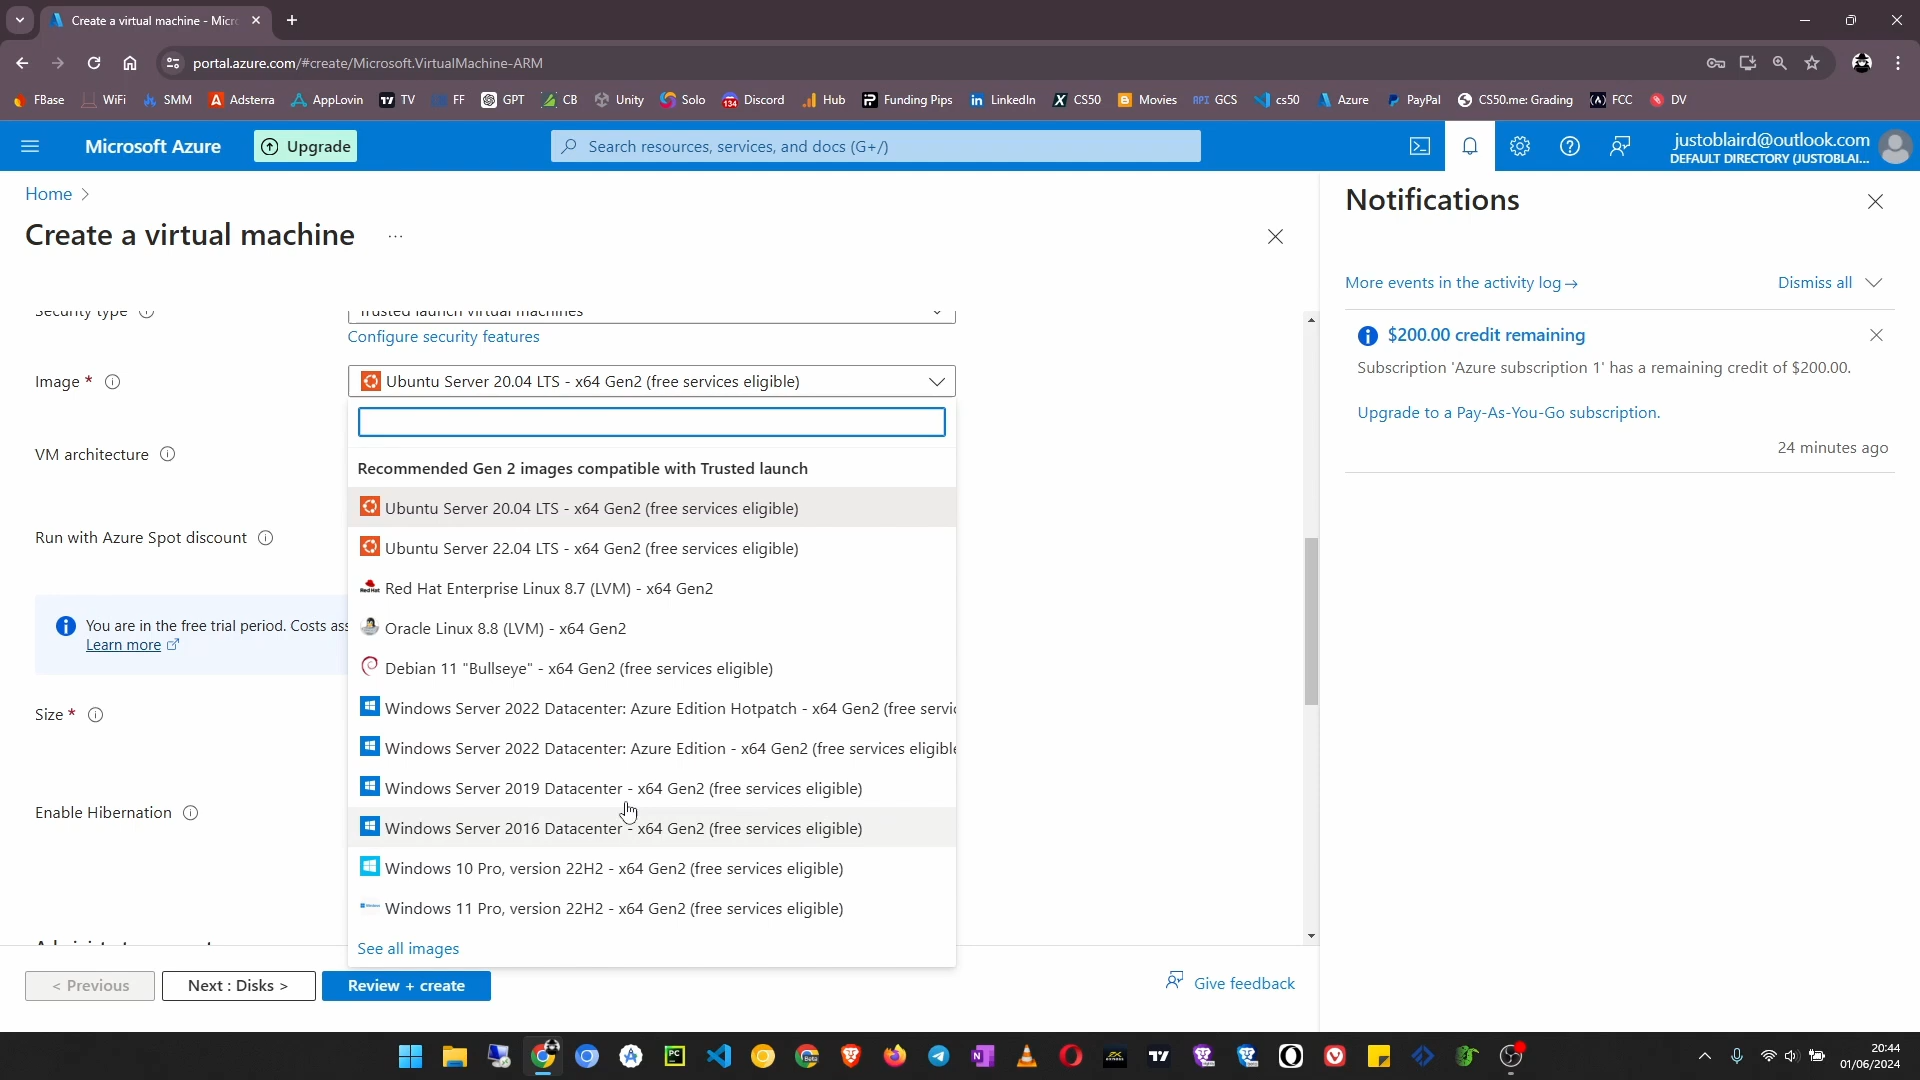 Create a virtual machine - Micr
portal.azure.com/#create/Microsoft.VirtualMachine-ARM
FBase
WiFi
SMM
Adsterra
AppLovin
TV
FF
GPT
CB
Unity
Solo
Discord
Hub
Funding Pips
LinkedIn
CS50
Movies
GCS
cs50
Azure
PayPal
CS50.me: Grading
FCC
DV
Microsoft Azure
Upgrade
Search resources, services, and docs (G+/)
justoblaird@outlook.com
DEFAULT DIRECTORY (JUSTOBLAI...
Home >
Create a virtual machine ...
Security type
Trusted launch virtual machines
Configure security features
Image *
Ubuntu Server 20.04 LTS - x64 Gen2 (free services eligible)
VM architecture
Recommended Gen 2 images compatible with Trusted launch
Ubuntu Server 20.04 LTS - x64 Gen2 (free services eligible)
Run with Azure Spot discount
Ubuntu Server 22.04 LTS - x64 Gen2 (free services eligible)
Red Hat Enterprise Linux 8.7 (LVM) - x64 Gen2
You are in the free trial period. Costs ass
Learn more
Oracle Linux 8.8 (LVM) - x64 Gen2
Debian 11 "Bullseye" - x64 Gen2 (free services eligible)
Size *
Windows Server 2022 Datacenter: Azure Edition Hotpatch - x64 Gen2 (free servic
Windows Server 2022 Datacenter: Azure Edition - x64 Gen2 (free services eligible
Windows Server 2019 Datacenter - x64 Gen2 (free services eligible)
Enable Hibernation
Windows Server 2016 Datacenter - x64 Gen2 (free services eligible)
Windows 10 Pro, version 22H2 - x64 Gen2 (free services eligible)
Windows 11 Pro, version 22H2 - x64 Gen2 (free services eligible)
See all images
< Previous
Next : Disks >
Review + create
Give feedback
Notifications
More events in the activity log →
Dismiss all
$200.00 credit remaining
Subscription 'Azure subscription 1' has a remaining credit of $200.00.
Upgrade to a Pay-As-You-Go subscription.
24 minutes ago
20:44
01/06/2024